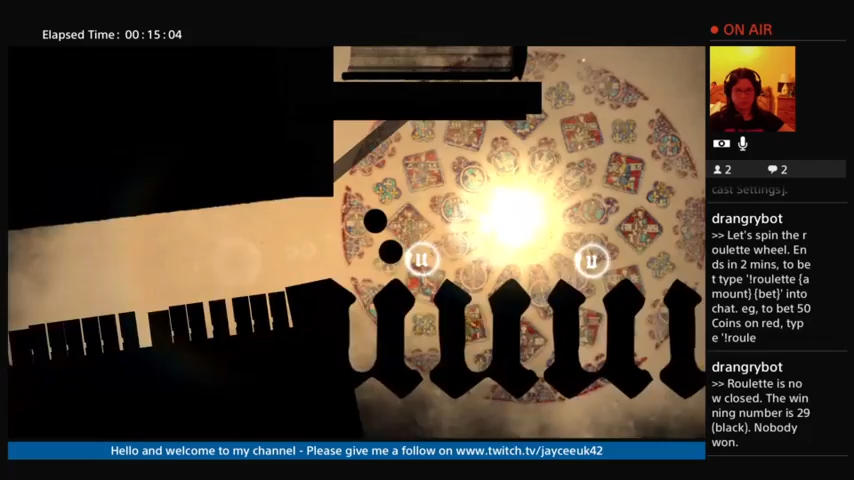 Elapsed Time: 00:15:04
ON AIR
2 2
cast Settings].
drangrybot
>> Let's spin the r
oulette wheel. En
ds in 2 mins, to be
t type '!roulette {a
mount} {bet}' into
chat. eg, to bet 50
Coins on red, typ
e '!roule
drangrybot
>> Roulette is no
w closed. The win
ning number is 29
(black). Nobody
won.
u u
Hello and welcome to my channel - Please give me a follow on www.twitch.tv/jayceeuk42